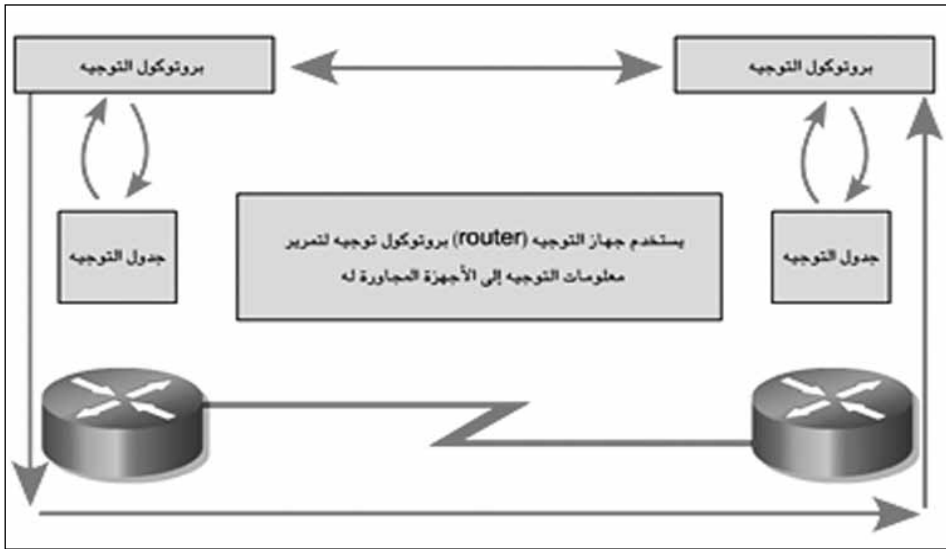 بروتوكول التوجيه
بروتوكول التوجيه
جدول التوجيه
جدول التوجيه
يستخدم جهاز التوجيه (router) بروتوكول توجيه لتمرير
معلومات التوجيه إلى الأجهزة المجاورة له